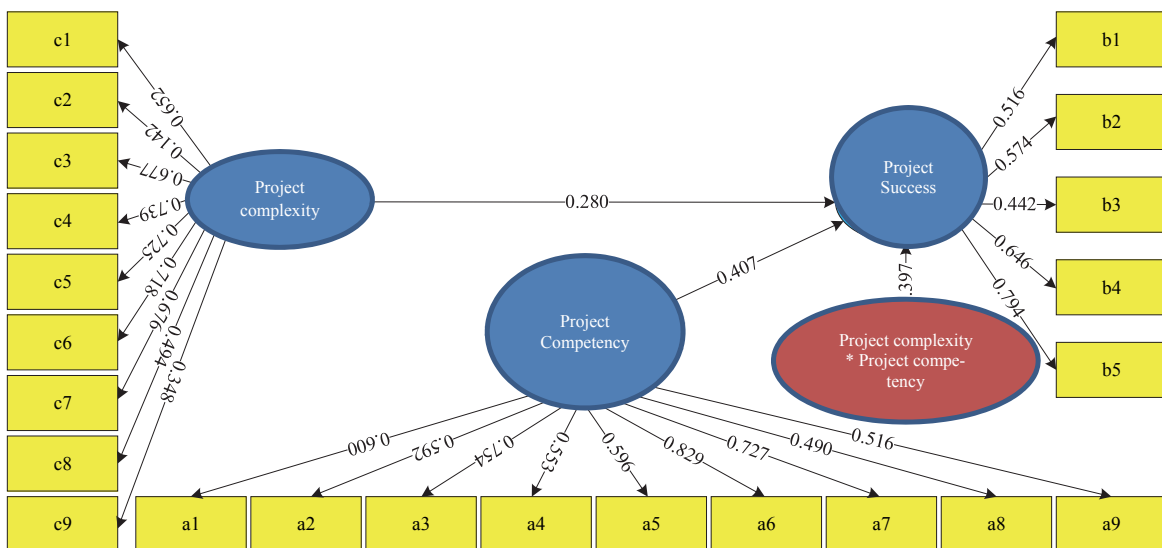 c1
c2
c3
c4
c5
c6
c7
c8
c9
0.652
0.142
0.677
0.739
0.725
0.718
0.676
0.494
0.348
Project
complexity
0.280
Project
Success
0.516
0.574
0.442
0.646
0.794
b1
b2
b3
b4
b5
0.407
.397
Project
Competency
Project complexity
* Project compe-
tency
0.600
0.592
0.754
0.553
0.596
0.829
0.727
0.490
0.516
a1
a2
a3
a4
a5
a6
a7
a8
a9